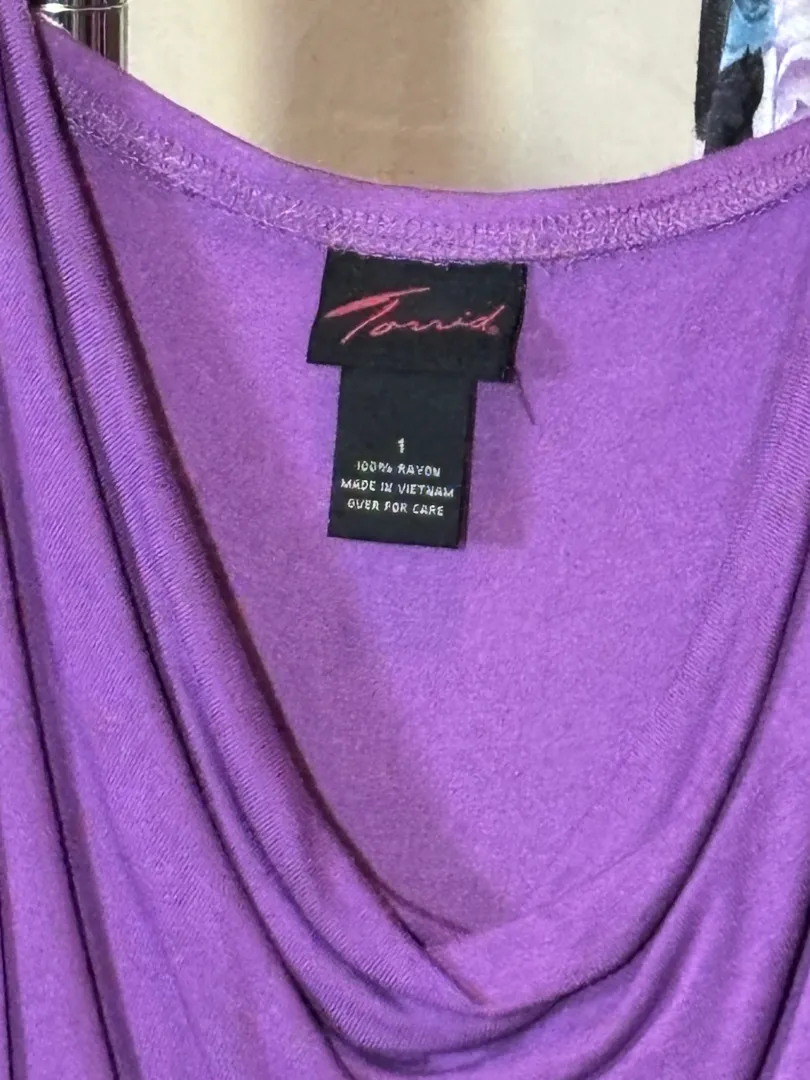 Torrid
1
100% RAYON
MADE IN VIETNAM
OVER FOR CARE